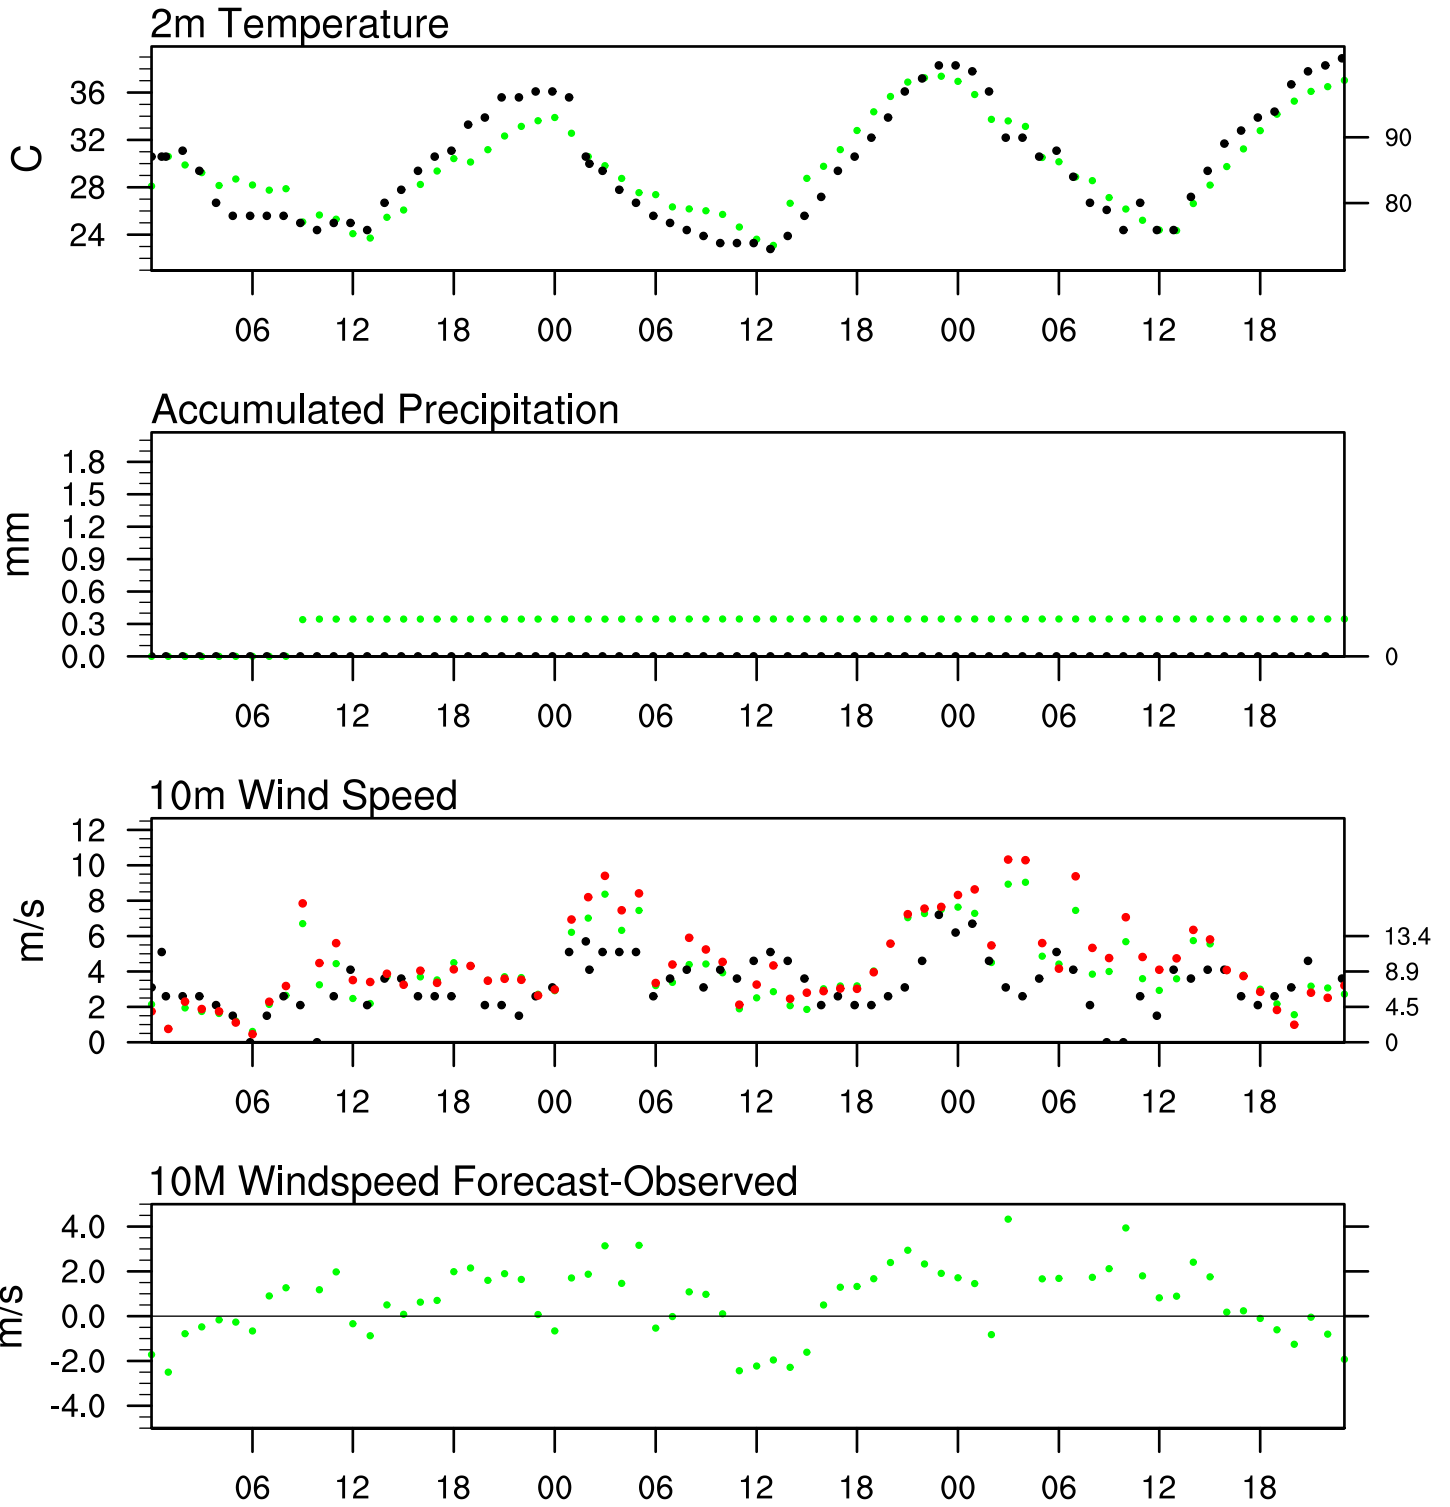 2m Temperature
C
36
32
28
24
90
80
06 12 18 00 06 12 18 00 06 12 18
Accumulated Precipitation
mm
1.8
1.5
1.2
0.9
0.6
0.3
0.0
0
06 12 18 00 06 12 18 00 06 12 18
10m Wind Speed
m/s
12
10
8
6
4
2
0
13.4
8.9
4.5
0
06 12 18 00 06 12 18 00 06 12 18
10M Windspeed Forecast-Observed
m/s
4.0
2.0
0.0
-2.0
-4.0
06 12 18 00 06 12 18 00 06 12 18